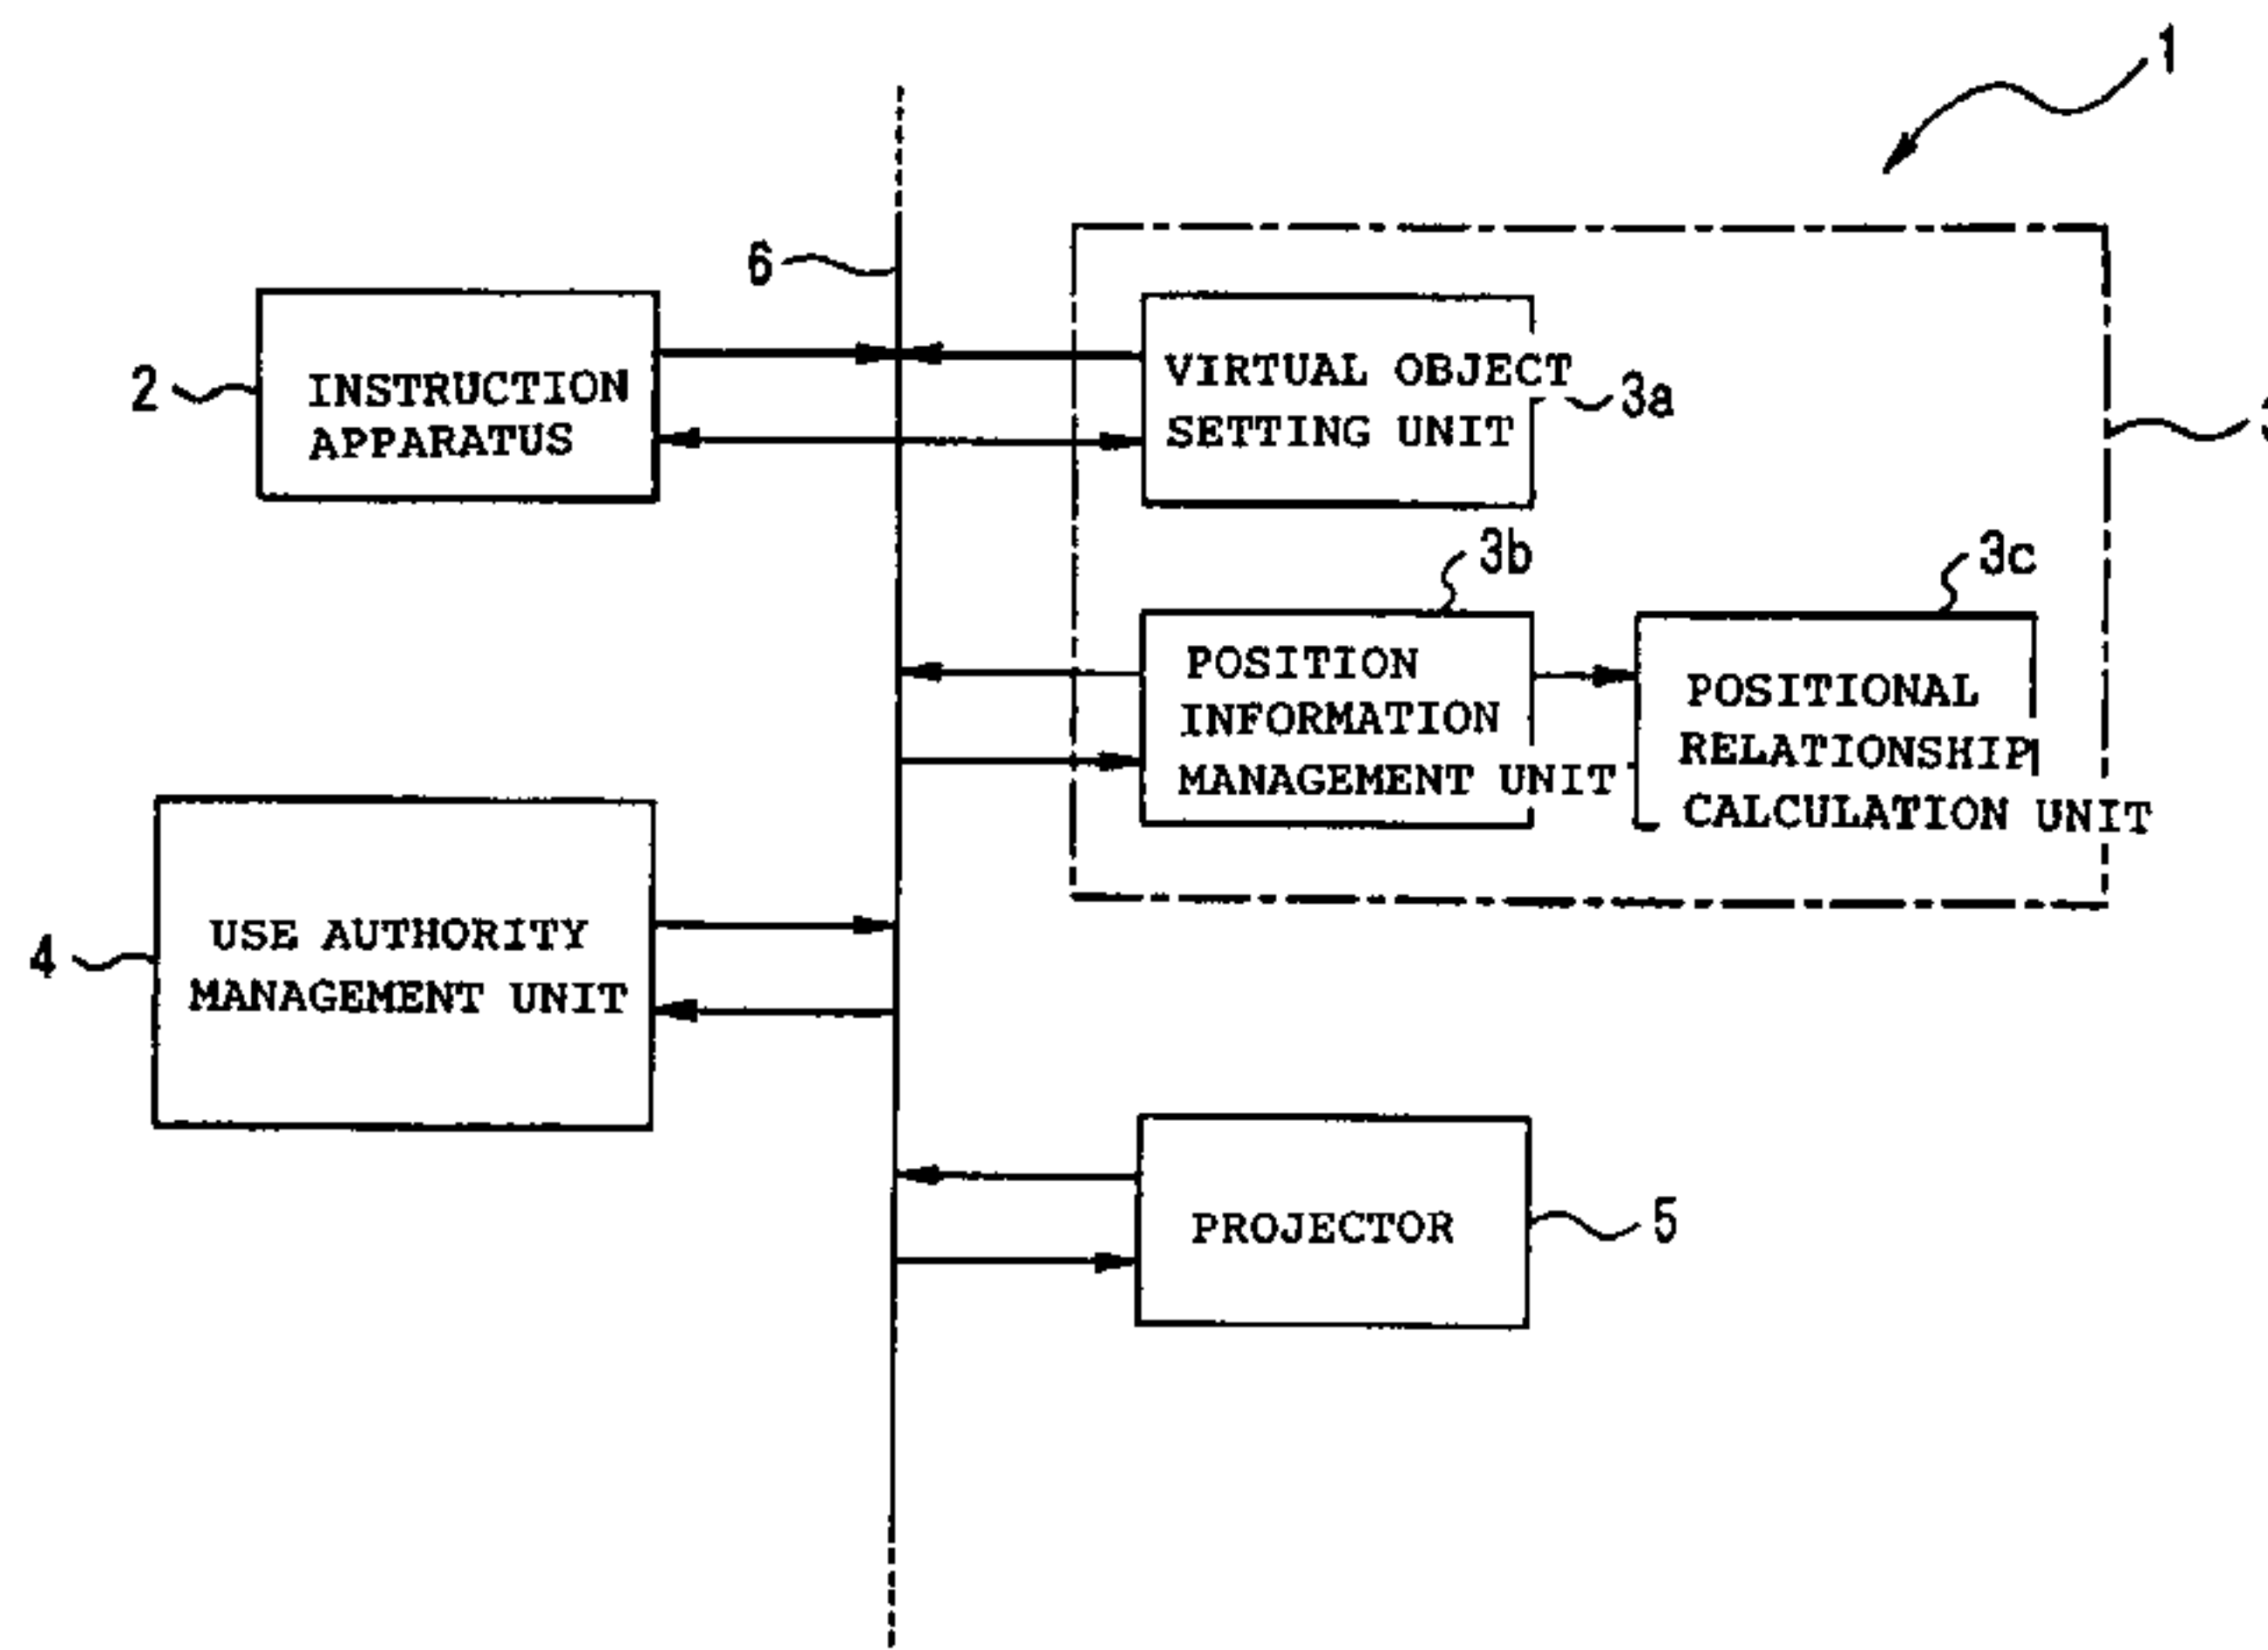 1
6
2
INSTRUCTION
APPARATUS
VIRTUAL OBJECT
SETTING UNIT
3a
3b
3c
POSITION
INFORMATION
MANAGEMENT UNIT
POSITIONAL
RELATIONSHIP
CALCULATION UNIT
4
USE AUTHORITY
MANAGEMENT UNIT
PROJECTOR
5